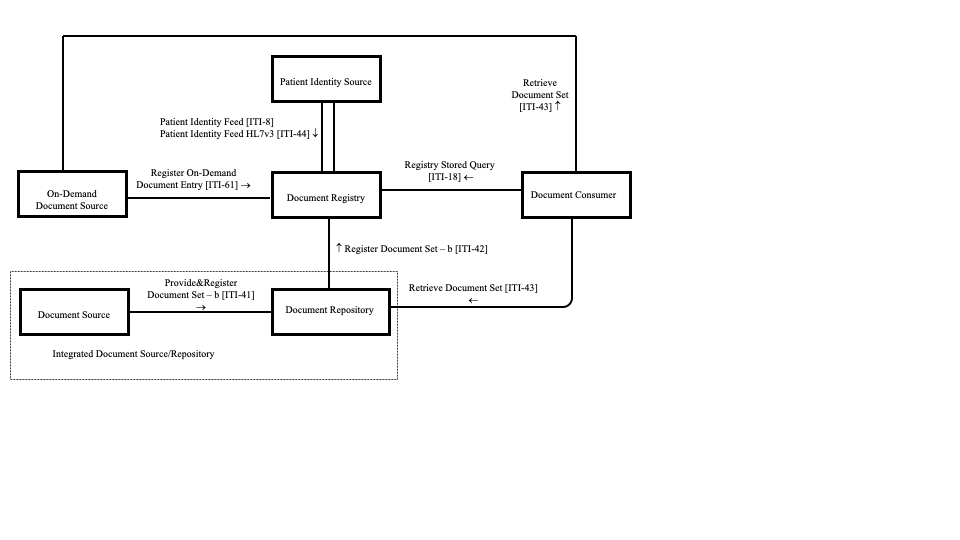 Patient Identity Source
Retrieve
Document Set
[ITI-43] ↑
Patient Identity Feed [ITI-8]
Patient Identity Feed HL7v3 [ITI-44] ↓
Register On-Demand
Document Entry [ITI-61] →
Registry Stored Query
[ITI-18] ←
On-Demand
Document Source
Document Registry
Document Consumer
↑ Register Document Set – b [ITI-42]
Provide&Register
Document Set – b [ITI-41]
→
Retrieve Document Set [ITI-43]
←
Document Source
Document Repository
Integrated Document Source/Repository